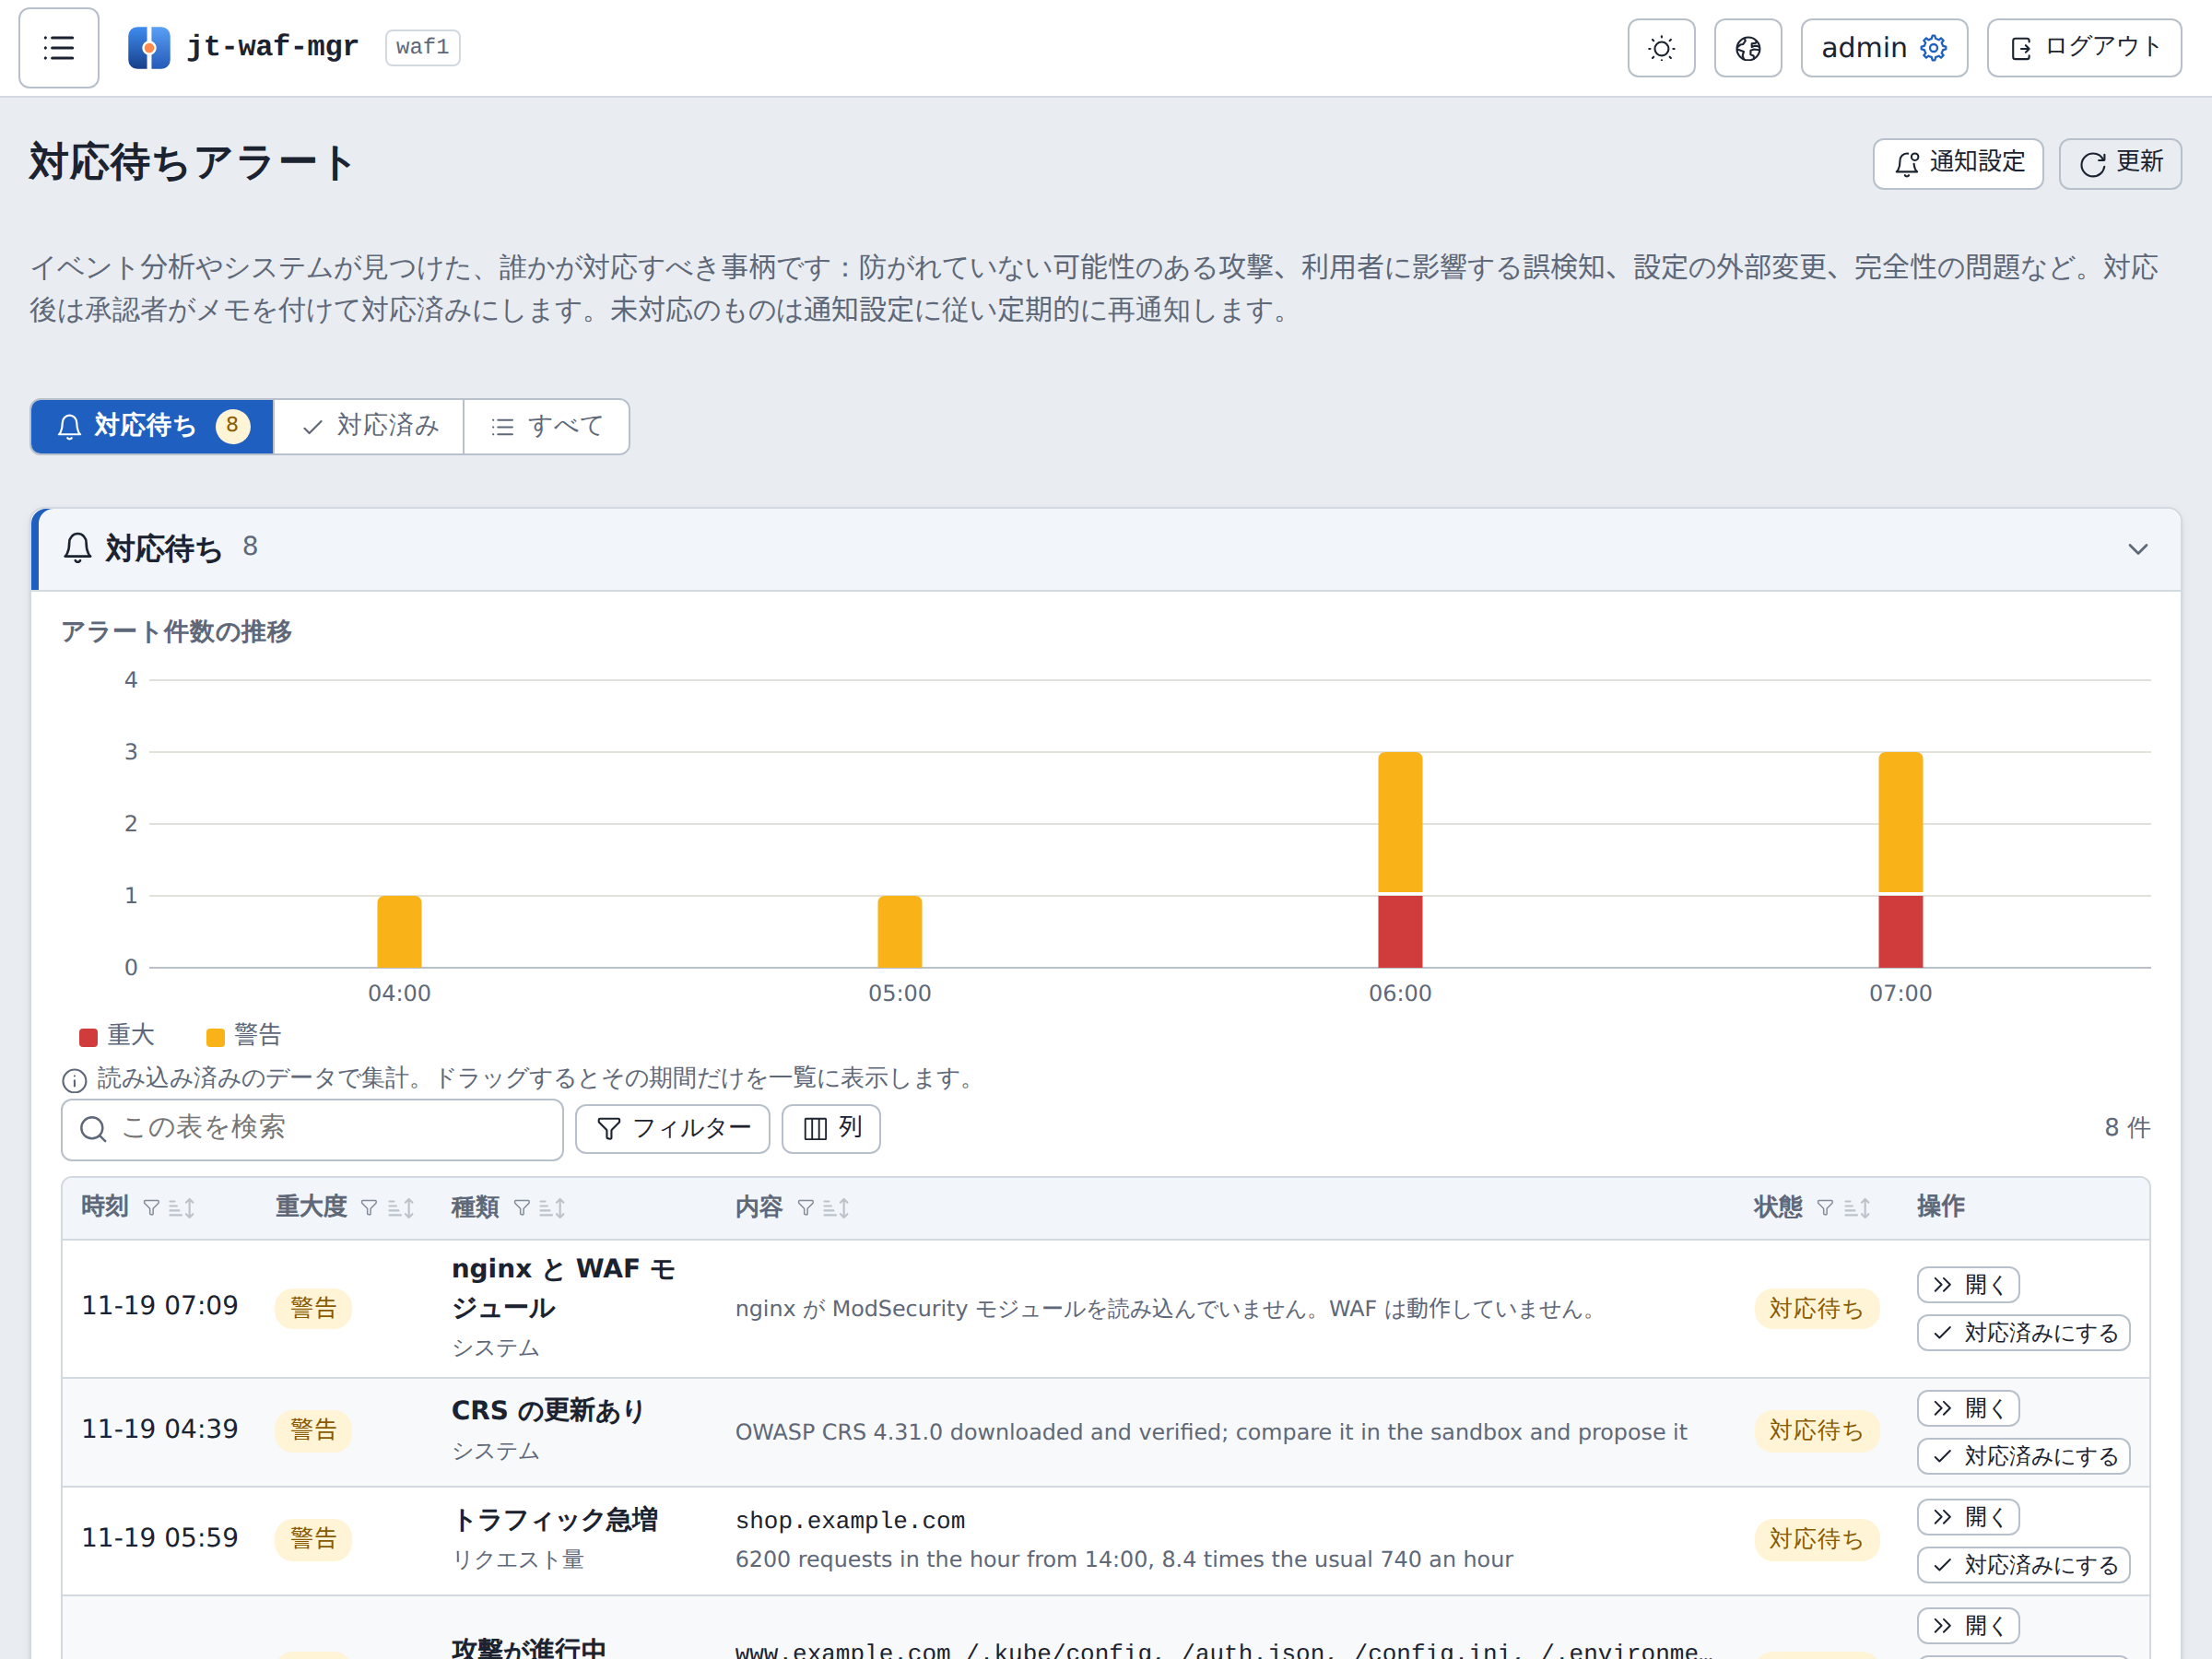 jt-waf-mgr waf1 admin ログアウト
対応待ちアラート 通知設定 更新
イベント分析やシステムが見つけた、誰かが対応すべき事柄です：防がれていない可能性のある攻撃、利用者に影響する誤検知、設定の外部変更、完全性の問題など。対応
後は承認者がメモを付けて対応済みにします。未対応のものは通知設定に従い定期的に再通知します。
対応待ち 8 対応済み すべて
対応待ち 8
アラート件数の推移
4
3
2
1
0
04:00 05:00 06:00 07:00
重大 警告
読み込み済みのデータで集計。ドラッグするとその期間だけを一覧に表示します。
この表を検索 フィルター 列 8 件
時刻 重大度 種類 内容 状態 操作
11-19 07:09 警告 nginx と WAF モ
ジュール
システム
nginx が ModSecurity モジュールを読み込んでいません。WAF は動作していません。 対応待ち 開く
対応済みにする
11-19 04:39 警告 CRS の更新あり
システム
OWASP CRS 4.31.0 downloaded and verified; compare it in the sandbox and propose it 対応待ち 開く
対応済みにする
11-19 05:59 警告 トラフィック急増
リクエスト量
shop.example.com
6200 requests in the hour from 14:00, 8.4 times the usual 740 an hour 対応待ち 開く
対応済みにする
攻撃が進行中 www.example.com /.kube/config, /auth.json, /config.ini, /.environme… 開く